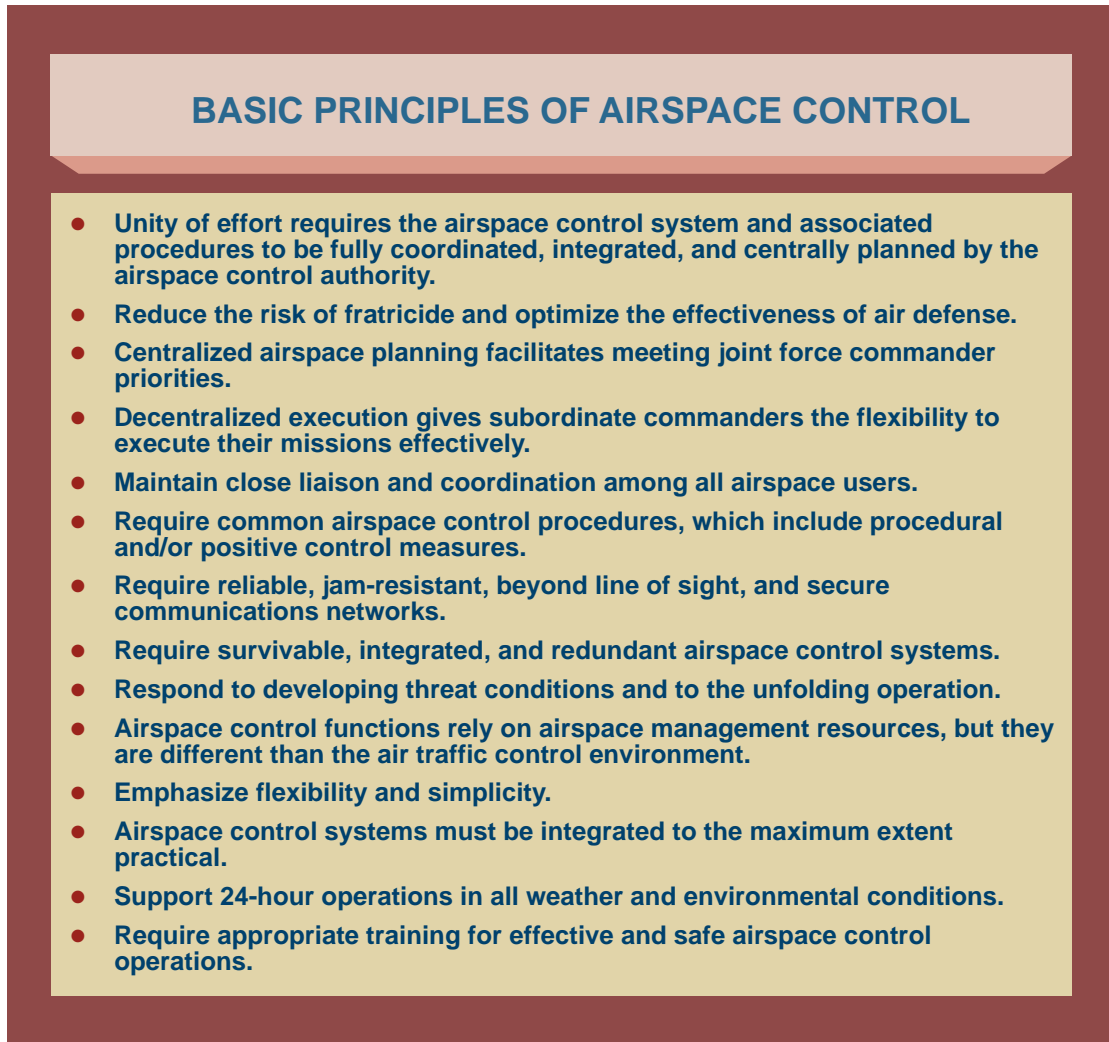 BASIC PRINCIPLES OF AIRSPACE CONTROL
● Unity of effort requires the airspace control system and associated
procedures to be fully coordinated, integrated, and centrally planned by the
airspace control authority.
● Reduce the risk of fratricide and optimize the effectiveness of air defense.
● Centralized airspace planning facilitates meeting joint force commander
priorities.
● Decentralized execution gives subordinate commanders the flexibility to
execute their missions effectively.
● Maintain close liaison and coordination among all airspace users.
● Require common airspace control procedures, which include procedural
and/or positive control measures.
● Require reliable, jam-resistant, beyond line of sight, and secure
communications networks.
● Require survivable, integrated, and redundant airspace control systems.
● Respond to developing threat conditions and to the unfolding operation.
● Airspace control functions rely on airspace management resources, but they
are different than the air traffic control environment.
● Emphasize flexibility and simplicity.
● Airspace control systems must be integrated to the maximum extent
practical.
● Support 24-hour operations in all weather and environmental conditions.
● Require appropriate training for effective and safe airspace control
operations.